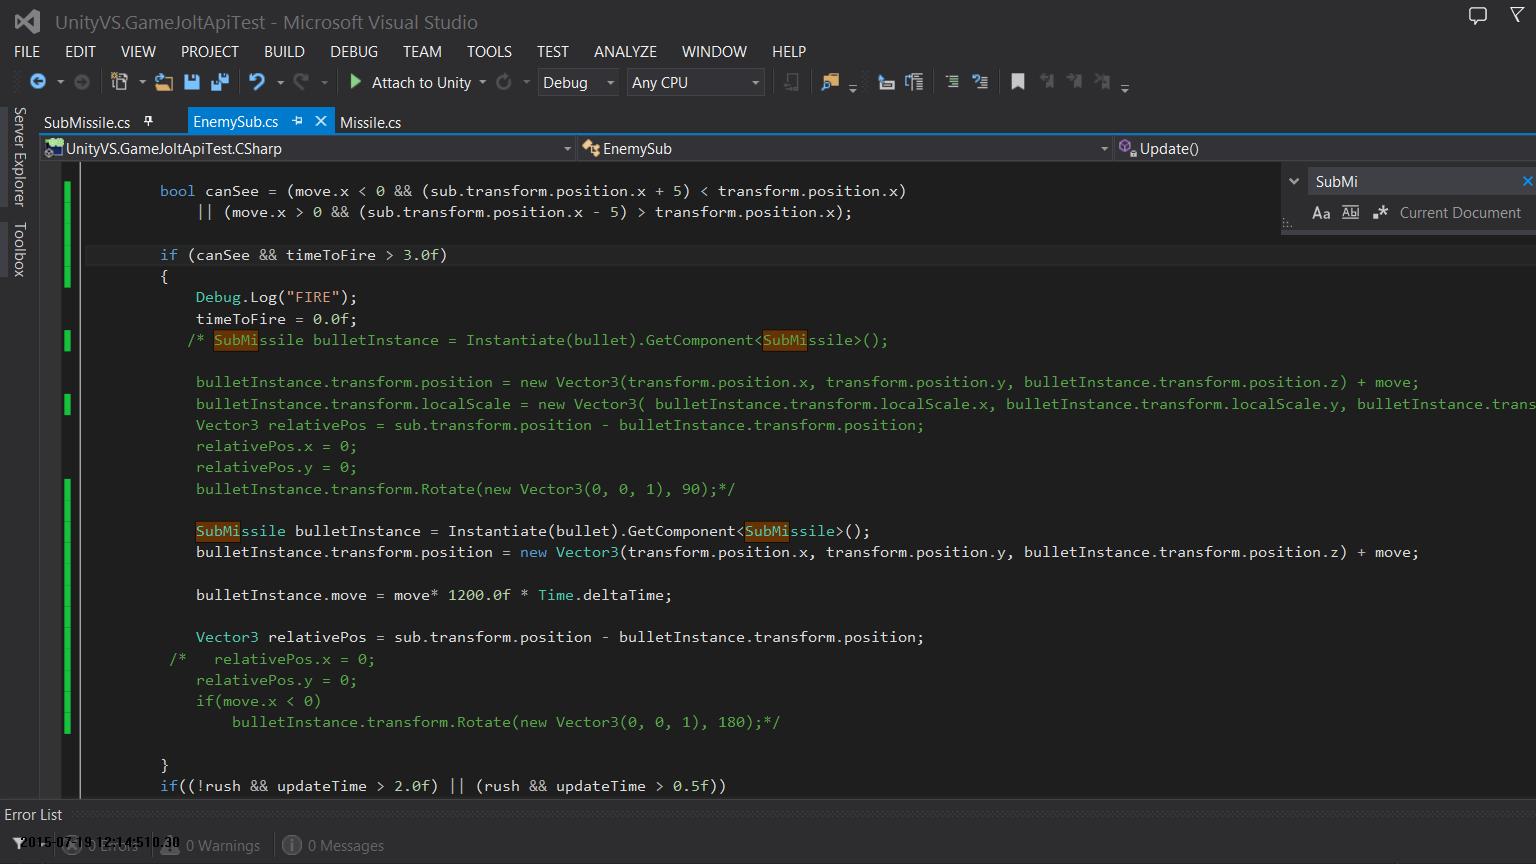 UnityVS.GameJoltApiTest - Microsoft Visual Studio
FILE EDIT VIEW PROJECT BUILD DEBUG TEAM TOOLS TEST ANALYZE WINDOW HELP
Attach to Unity Debug Any CPU
Server Explorer
Toolbox
SubMissile.cs EnemySub.cs Missile.cs
UnityVS.GameJoltApiTest.CSharp EnemySub Update()
SubMi
Aa Abl Current Document
bool canSee = (move.x < 0 && (sub.transform.position.x + 5) < transform.position.x)
|| (move.x > 0 && (sub.transform.position.x - 5) > transform.position.x);
if (canSee && timeToFire > 3.0f)
{
Debug.Log("FIRE");
timeToFire = 0.0f;
/* SubMissile bulletInstance = Instantiate(bullet).GetComponent<SubMissile>();
bulletInstance.transform.position = new Vector3(transform.position.x, transform.position.y, bulletInstance.transform.position.z) + move;
bulletInstance.transform.localScale = new Vector3( bulletInstance.transform.localScale.x, bulletInstance.transform.localScale.y, bulletInstance.trans
Vector3 relativePos = sub.transform.position - bulletInstance.transform.position;
relativePos.x = 0;
relativePos.y = 0;
bulletInstance.transform.Rotate(new Vector3(0, 0, 1), 90);*/
SubMissile bulletInstance = Instantiate(bullet).GetComponent<SubMissile>();
bulletInstance.transform.position = new Vector3(transform.position.x, transform.position.y, bulletInstance.transform.position.z) + move;
bulletInstance.move = move* 1200.0f * Time.deltaTime;
Vector3 relativePos = sub.transform.position - bulletInstance.transform.position;
/* relativePos.x = 0;
relativePos.y = 0;
if(move.x < 0)
bulletInstance.transform.Rotate(new Vector3(0, 0, 1), 180);*/
}
if((!rush && updateTime > 2.0f) || (rush && updateTime > 0.5f))
Error List
0 Errors 0 Warnings 0 Messages
2015-07-19 12:14:510.30